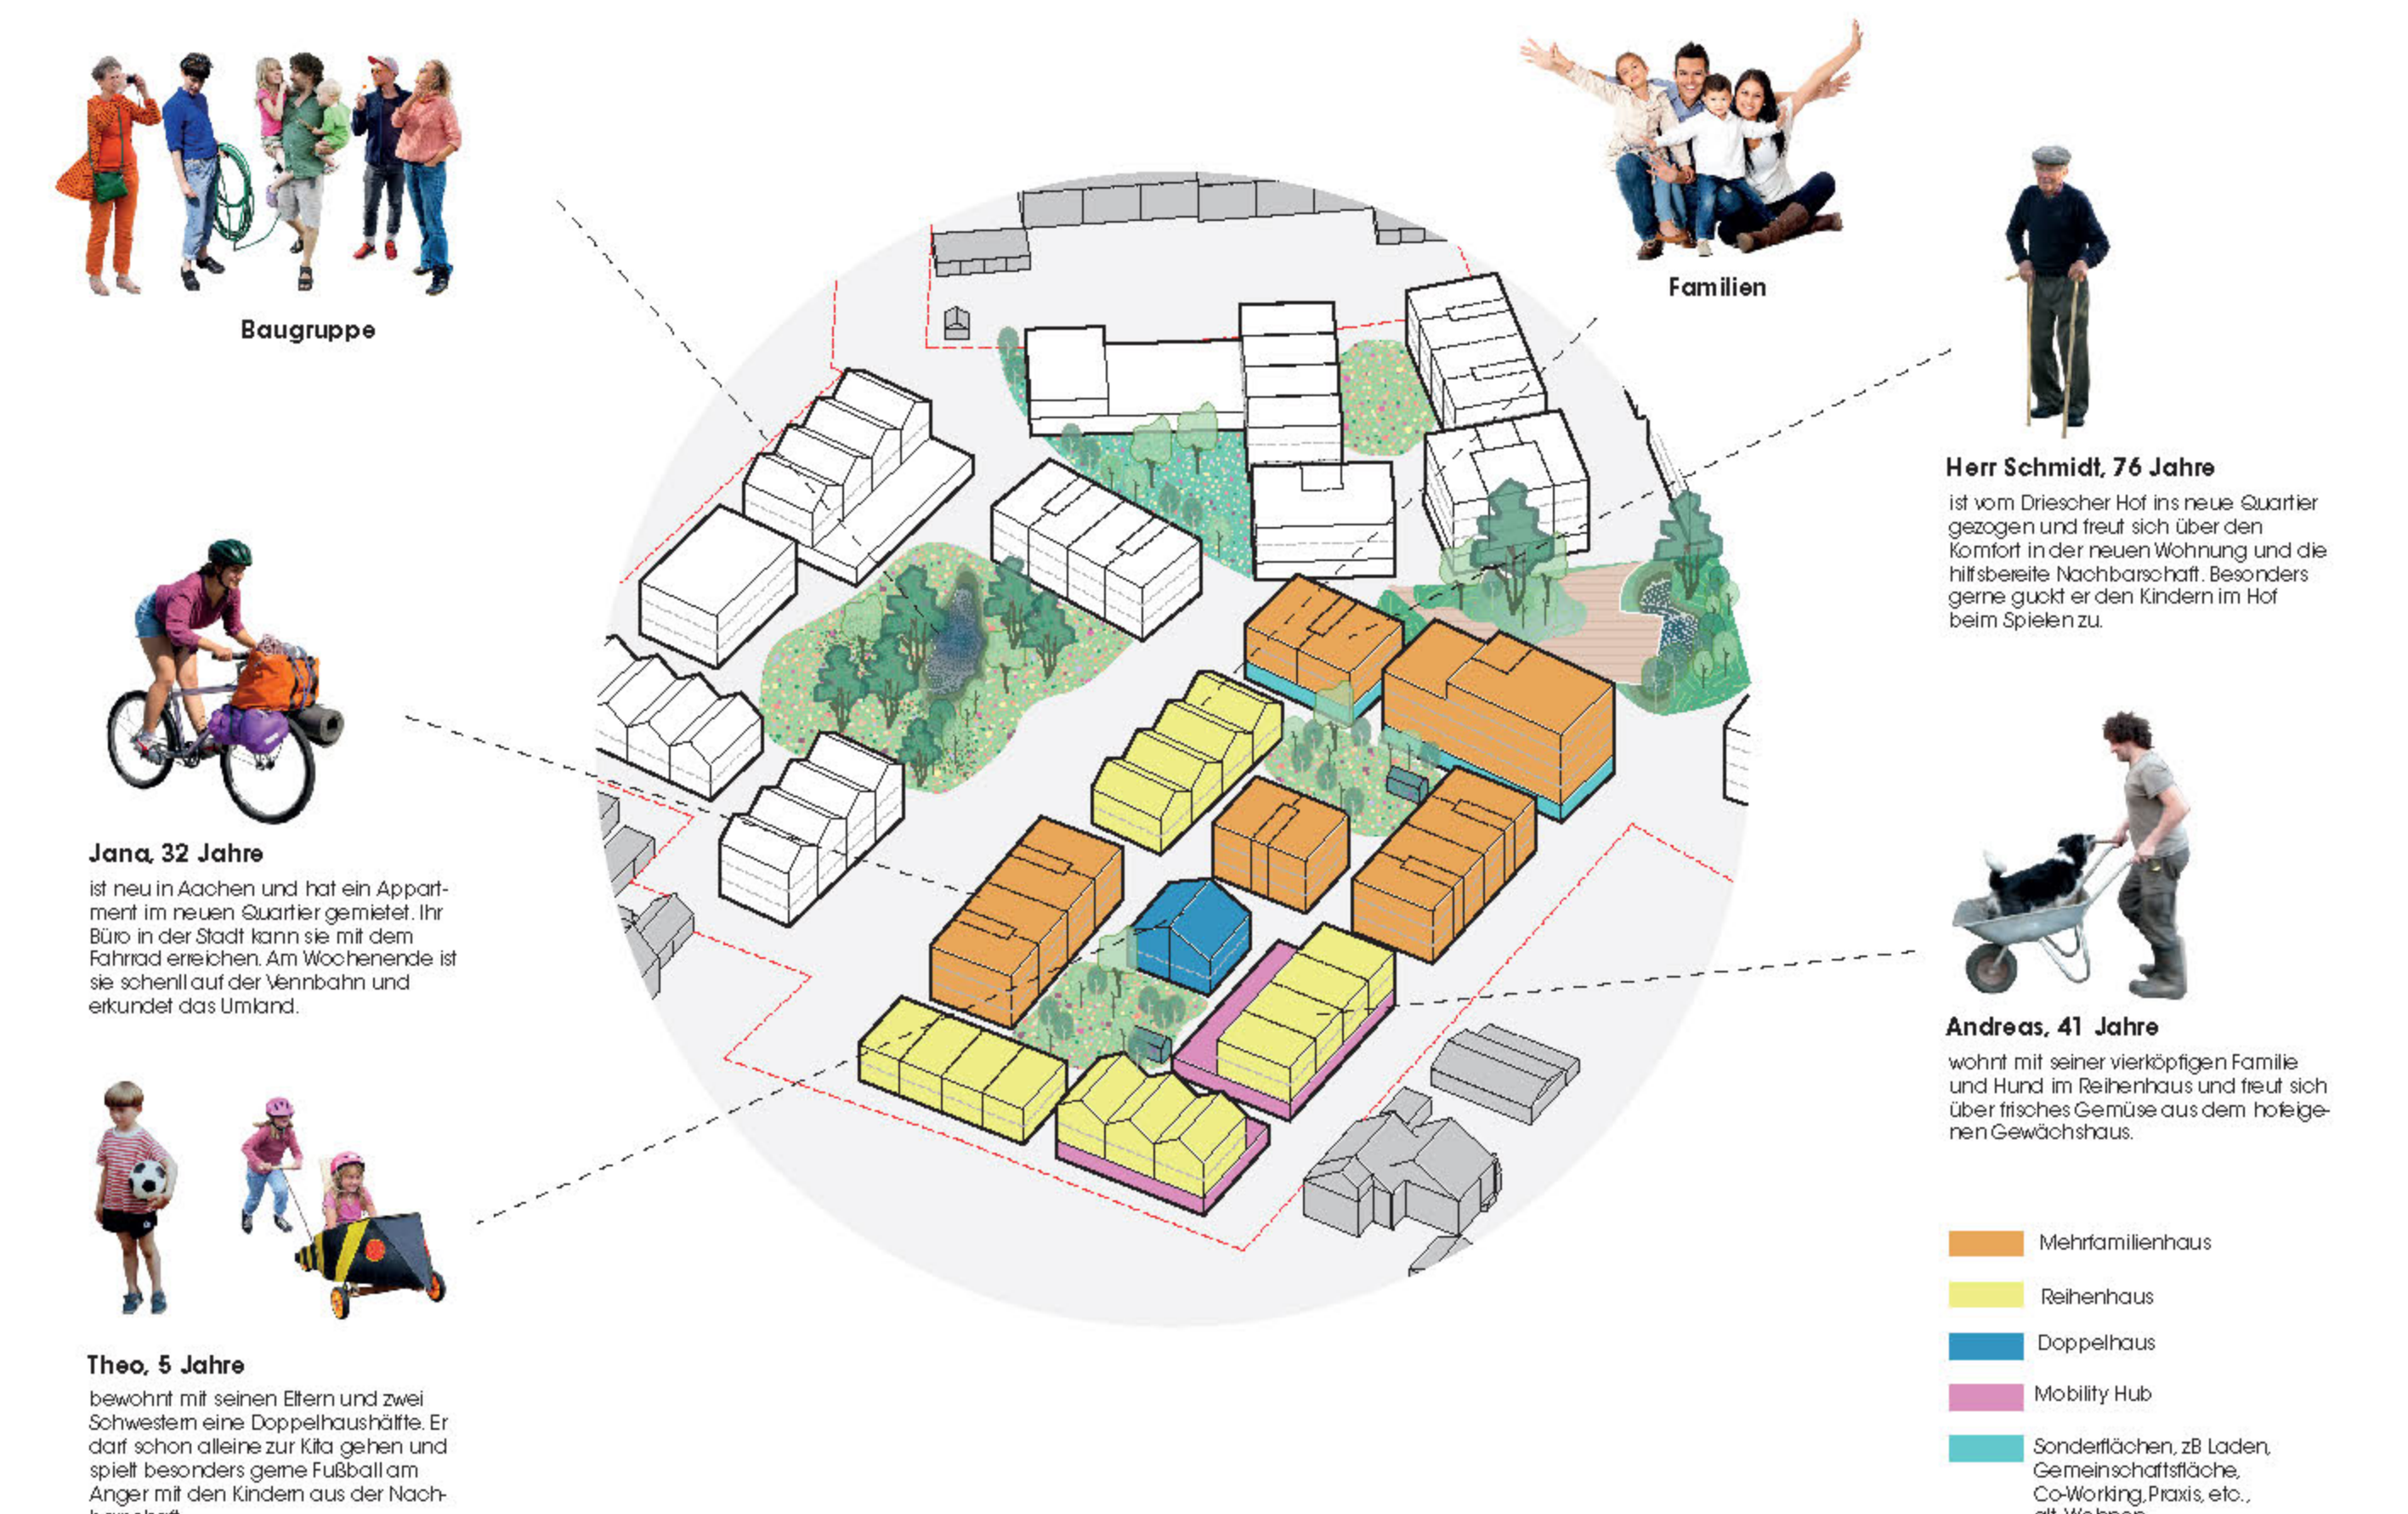 Baugruppe
Familien
Herr Schmidt, 76 Jahre
ist vom Driescher Hof ins neue Quartier
gezogen und freut sich über den
Komfort in der neuen Wohnung und die
hilfsbereite Nachbarschaft. Besonders
gerne guckt er den Kindern im Hof
beim Spielen zu.
Jana, 32 Jahre
ist neu in Aachen und hat ein Appart-
ment im neuen Quartier gemietet. Ihr
Büro in der Stadt kann sie mit dem
Fahrrad erreichen. Am Wochenende ist
sie schenll auf der Vennbahn und
erkundet das Umland.
Andreas, 41 Jahre
wohnt mit seiner vierköpfigen Familie
und Hund im Reihenhaus und freut sich
über frisches Gemüse aus dem hofeige-
nen Gewächshaus.
Theo, 5 Jahre
bewohnt mit seinen Eltern und zwei
Schwestern eine Doppelhaushälfte. Er
darf schon alleine zur Kita gehen und
spielt besonders gerne Fußball am
Anger mit den Kindern aus der Nach-
Mehrfamilienhaus
Reihenhaus
Doppelhaus
Mobility Hub
Sonderflächen, zB Laden,
Gemeinschaftsfläche,
Co-Working, Praxis, etc.,